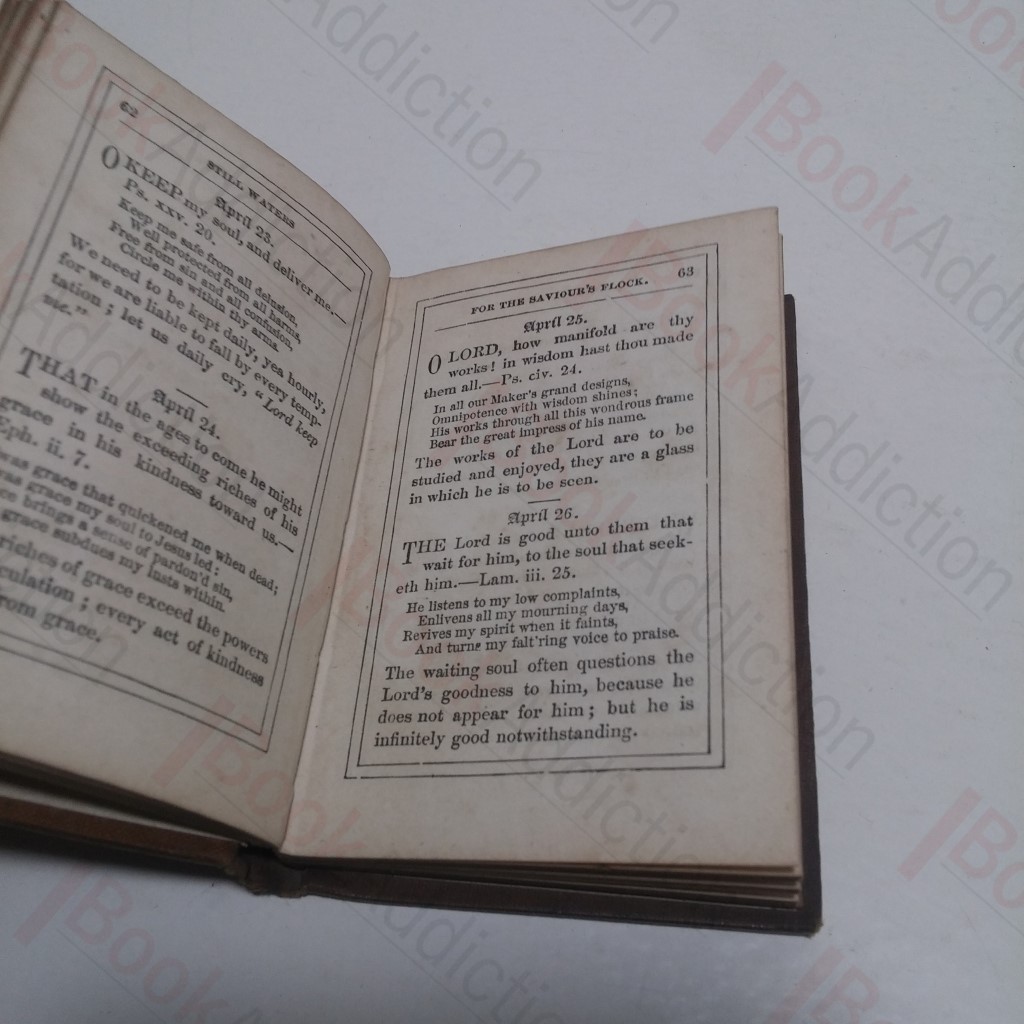 62
STILL WATERS
April 23.
O KEEP my soul, and deliver me.—
Ps. xxv. 20.
Keep me safe from all delusion,
Well protected from all harms,
Free from sin and all confusion,
Circle me within thy arms.
We need to be kept daily, yea hourly,
for we are liable to fall by every temp-
tation ; let us daily cry, "Lord keep
me."
April 24.
THAT in the ages to come he might
show the exceeding riches of his
grace in his kindness toward us.—
Eph. ii. 7.
was grace that quickened me when dead;
was grace my soul to Jesus led;
brings a sense of pardon'd sin,
grace subdues my lusts within.
riches of grace exceed the powers
culation ; every act of kindness
from grace.
63
FOR THE SAVIOUR'S FLOCK.
April 25.
O LORD, how manifold are thy
works! in wisdom hast thou made
them all.—Ps. civ. 24.
In all our Maker's grand designs,
Omnipotence with wisdom shines;
His works through all this wondrous frame
Bear the great impress of his name.
The works of the Lord are to be
studied and enjoyed, they are a glass
in which he is to be seen.
April 26.
THE Lord is good unto them that
wait for him, to the soul that seek-
eth him.—Lam. iii. 25.
He listens to my low complaints,
Enlivens all my mourning days,
Revives my spirit when it faints,
And turns my falt'ring voice to praise.
The waiting soul often questions the
Lord's goodness to him, because he
does not appear for him; but he is
infinitely good notwithstanding.
BookAddiction